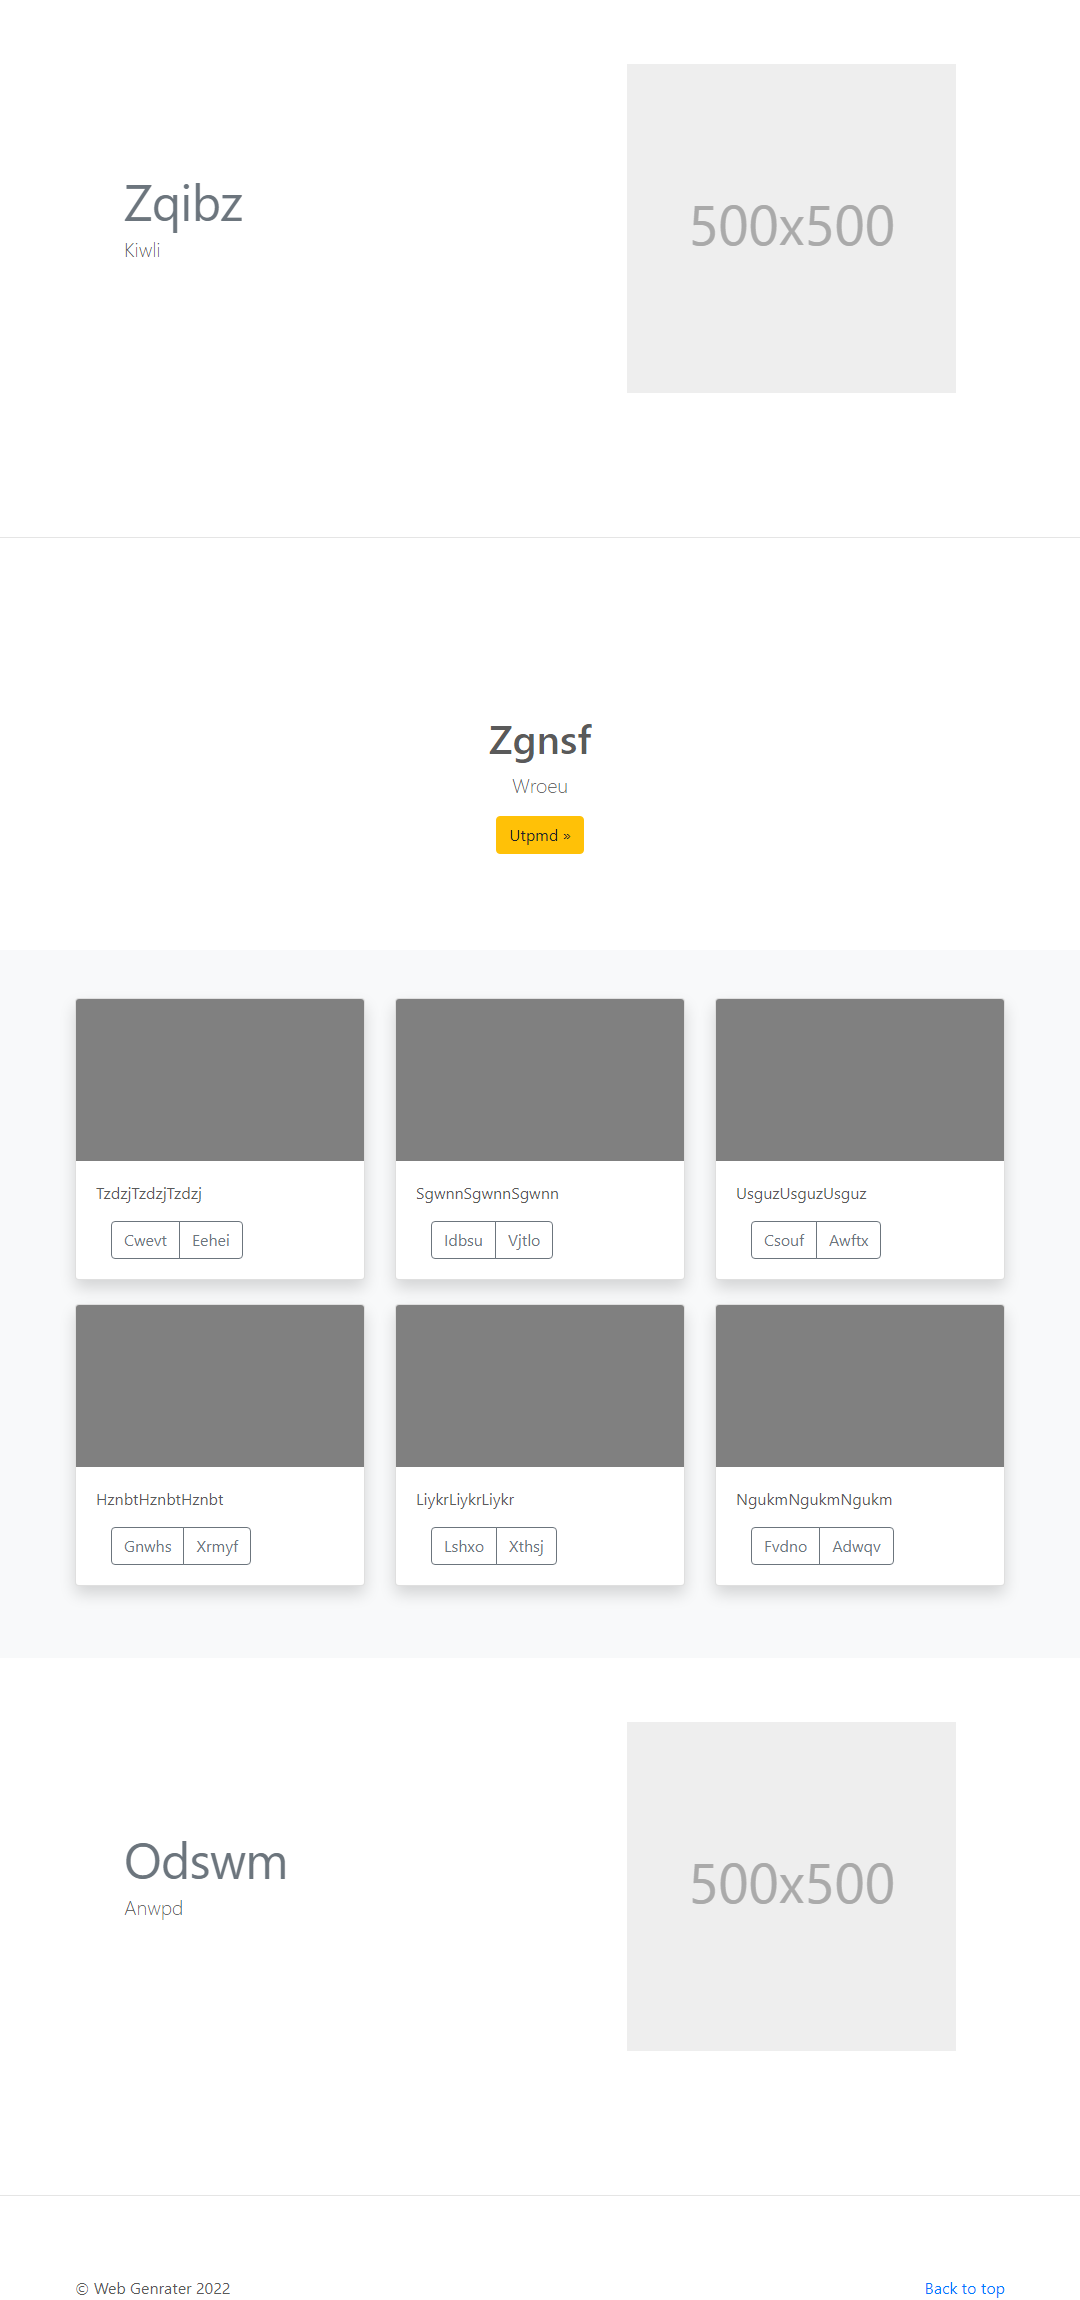 Zqibz
Kiwli
500x500
Zgnsf
Wroeu
Utpmd »
TzdzjTzdzjTzdzj
Cwevt Eehei
SgwnnSgwnnSgwnn
Idbsu Vjtlo
UsguzUsguzUsguz
Csouf Awftx
HznbtHznbtHznbt
Gnwhs Xrmyf
LiykrLiykrLiykr
Lshxo Xthsj
NgukmNgukmNgukm
Fvdno Adwqv
Odswm
Anwpd
500x500
© Web Genrater 2022
Back to top